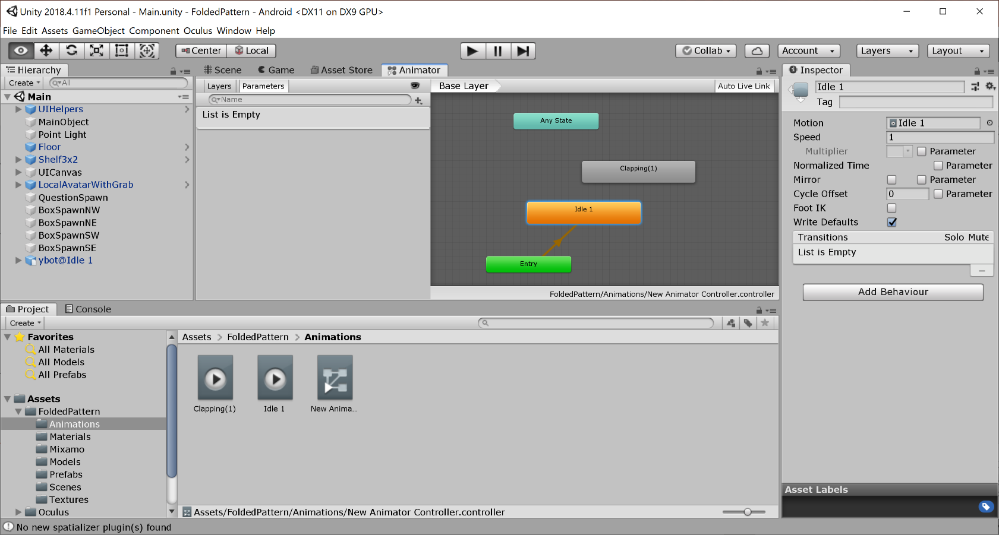 Unity 2018.4.11f1 Personal - Main.unity - FoldedPattern - Android <DX11 on DX9 GPU>
File Edit Assets GameObject Component Oculus Window Help
Center Local Collab Account Layers Layout
Hierarchy
Create All
Main
UIHelpers
MainObject
Point Light
Floor
Shelf3x2
UICanvas
LocalAvatarWithGrab
QuestionSpawn
BoxSpawnNW
BoxSpawnNE
BoxSpawnSW
BoxSpawnSE
ybot@Idle 1
Scene Game Asset Store Animator
Layers Parameters Base Layer Auto Live Link
Name
List is Empty
Any State
Clapping(1)
Idle 1
Entry
FoldedPattern/Animations/New Animator Controller.controller
Inspector
Idle 1
Tag
Motion Idle 1
Speed 1
Multiplier Parameter
Normalized Time Parameter
Mirror Parameter
Cycle Offset 0 Parameter
Foot IK
Write Defaults
Transitions Solo Mute
List is Empty
Add Behaviour
Asset Labels
Project Console
Create
Favorites
All Materials
All Models
All Prefabs
Assets
FoldedPattern
Animations
Materials
Mixamo
Models
Prefabs
Scenes
Textures
Oculus
Assets > FoldedPattern > Animations
Clapping(1) Idle 1 New Anima...
Assets/FoldedPattern/Animations/New Animator Controller.controller
No new spatializer plugin(s) found